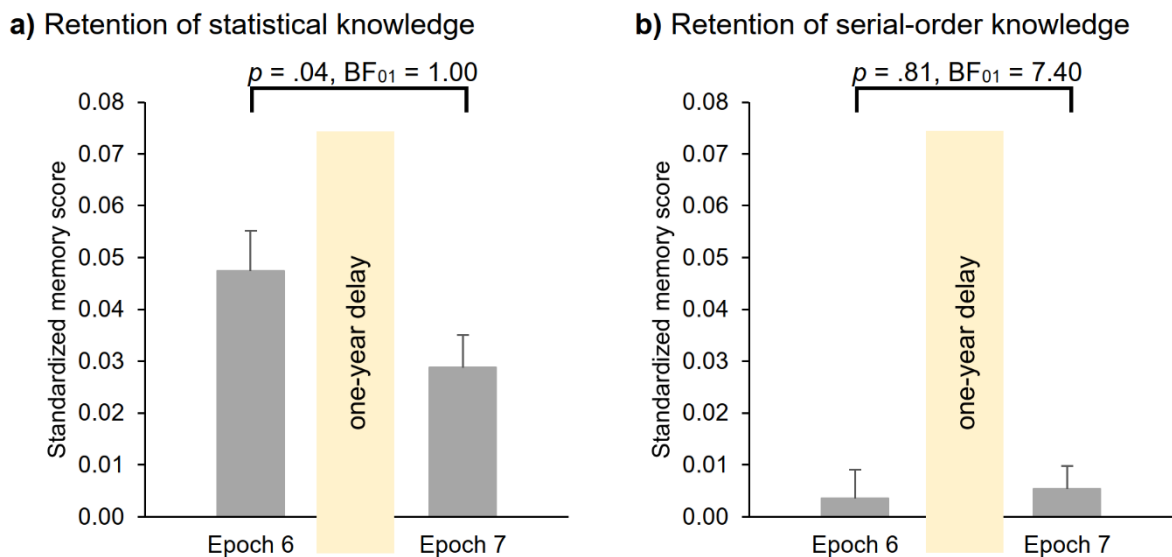 a) Retention of statistical knowledge
p = .04, BF₀₁ = 1.00
Standardized memory score
0.08
0.07
0.06
0.05
0.04
0.03
0.02
0.01
0.00
one-year delay
Epoch 6
Epoch 7
b) Retention of serial-order knowledge
p = .81, BF₀₁ = 7.40
Standardized memory score
0.08
0.07
0.06
0.05
0.04
0.03
0.02
0.01
0.00
one-year delay
Epoch 6
Epoch 7